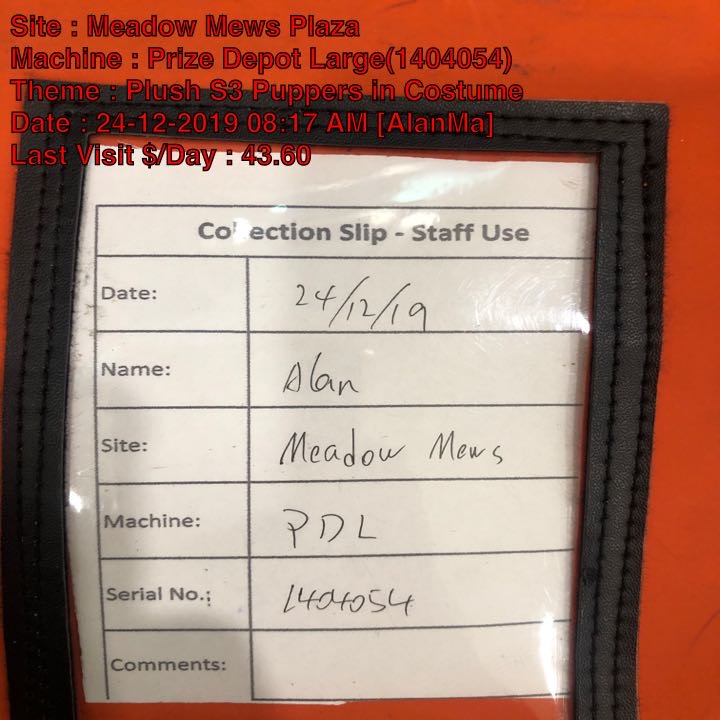 Site : Meadow Mews Plaza
Machine : Prize Depot Large(1404054)
Theme : Plush S3 Puppers in Costume
Date : 24-12-2019 08:17 AM [AlanMa]
Last Visit $/Day : 43.60
Collection Slip - Staff Use
Date: 24/12/19
Name: Alan
Site: Meadow Mews
Machine: PDL
Serial No.: 1404054
Comments: